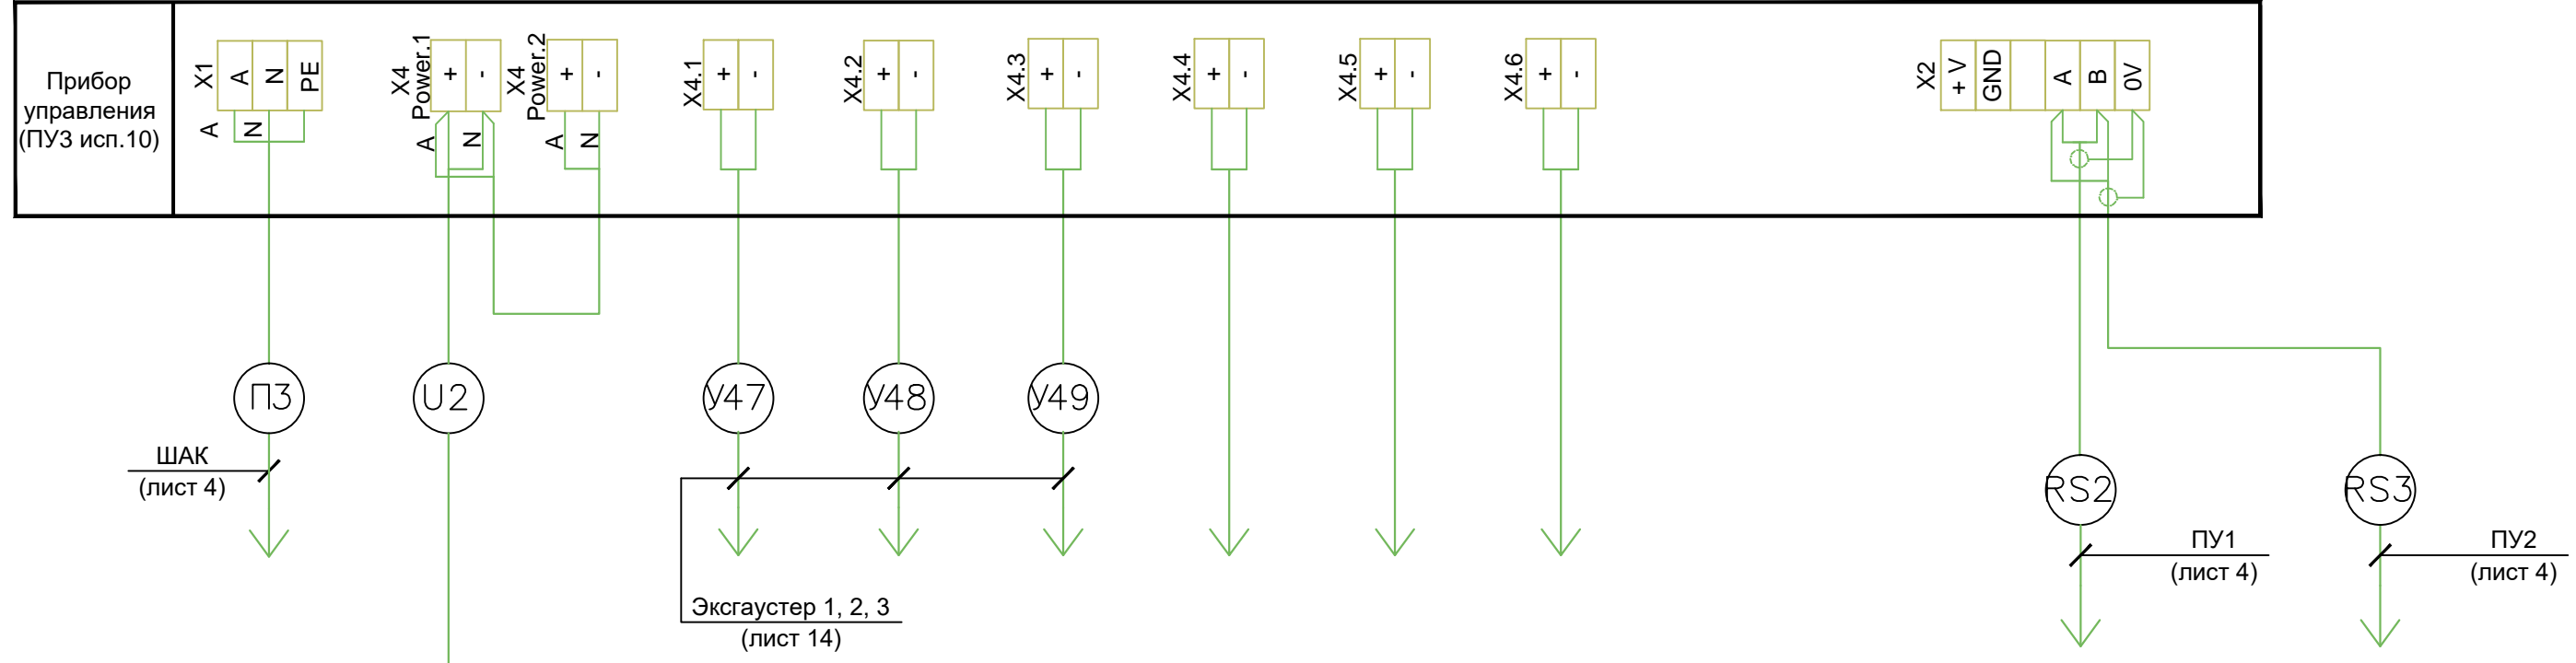 Прибор
управления
(ПУ3 исп.10)
X1
A
N
PE
A
N
X4
Power.1
+
-
A
N
X4
Power.2
+
-
A
N
X4.1
+
-
X4.2
+
-
X4.3
+
-
X4.4
+
-
X4.5
+
-
X4.6
+
-
X2
+ V
GND
A
B
0V
П3
U2
У47
У48
У49
RS2
RS3
ШАК
(лист 4)
Эксгаустер 1, 2, 3
(лист 14)
ПУ1
(лист 4)
ПУ2
(лист 4)